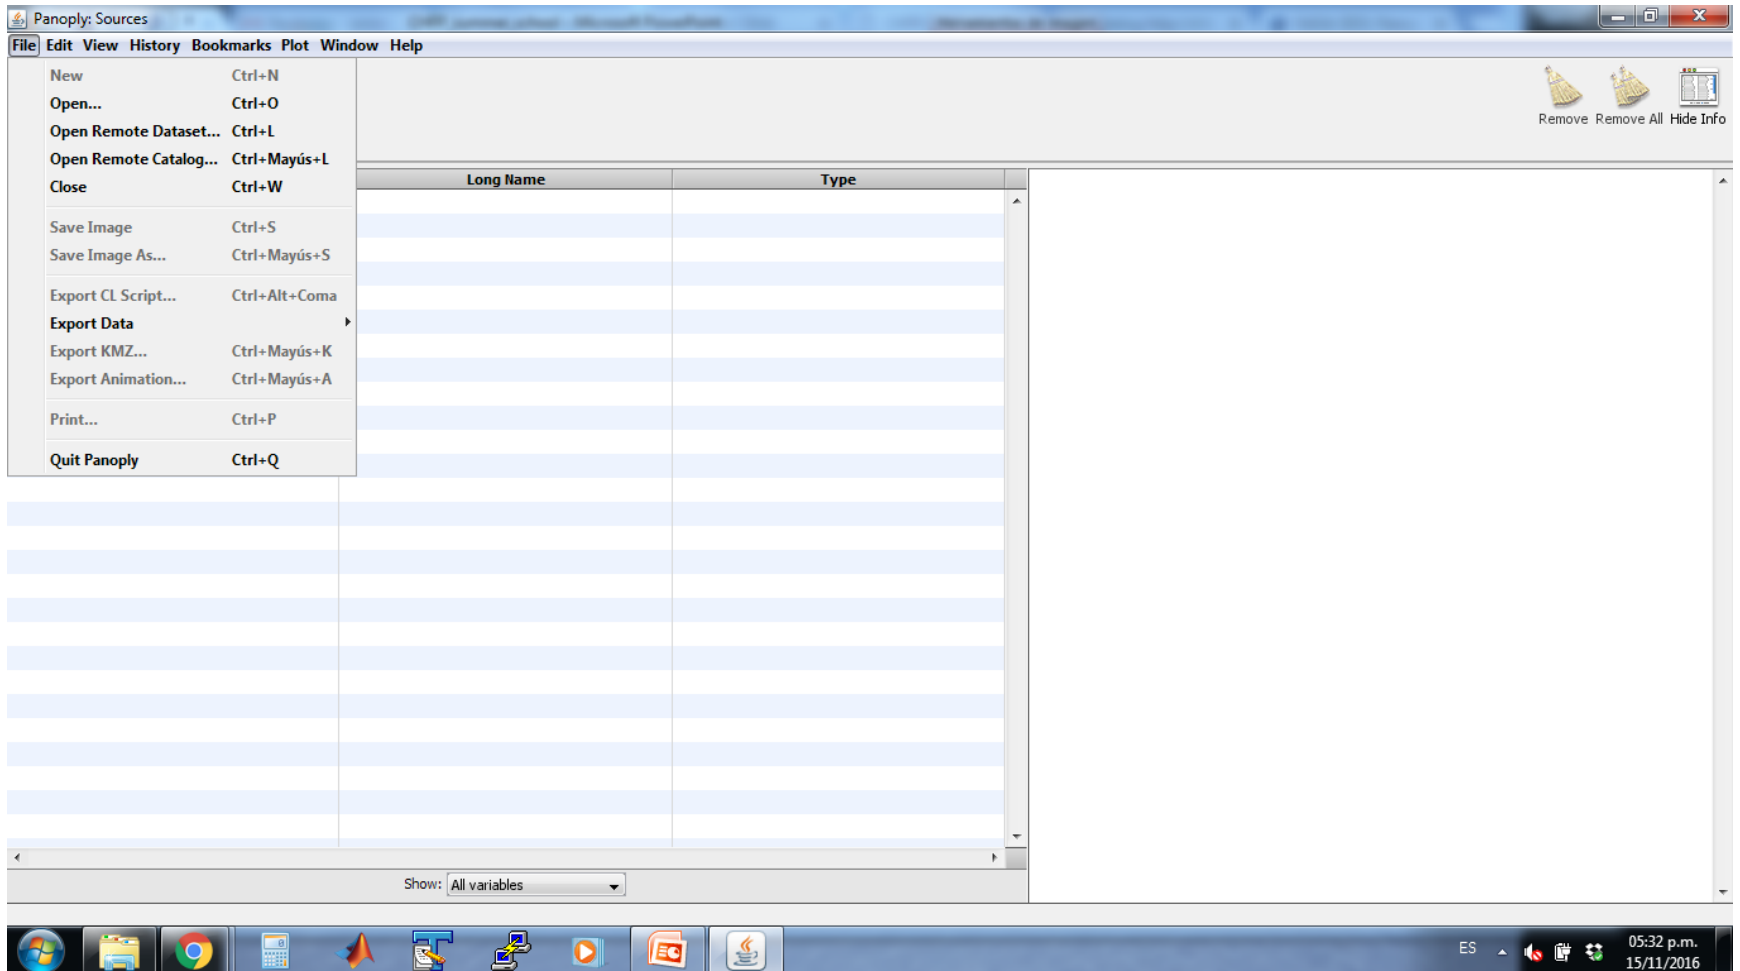 Panoply: Sources
File Edit View History Bookmarks Plot Window Help
New Ctrl+N
Open... Ctrl+O
Open Remote Dataset... Ctrl+L
Open Remote Catalog... Ctrl+Mayús+L
Close Ctrl+W
Save Image Ctrl+S
Save Image As... Ctrl+Mayús+S
Export CL Script... Ctrl+Alt+Coma
Export Data
Export KMZ... Ctrl+Mayús+K
Export Animation... Ctrl+Mayús+A
Print... Ctrl+P
Quit Panoply Ctrl+Q
Remove Remove All Hide Info
Long Name Type
Show: All variables
ES
05:32 p.m.
15/11/2016